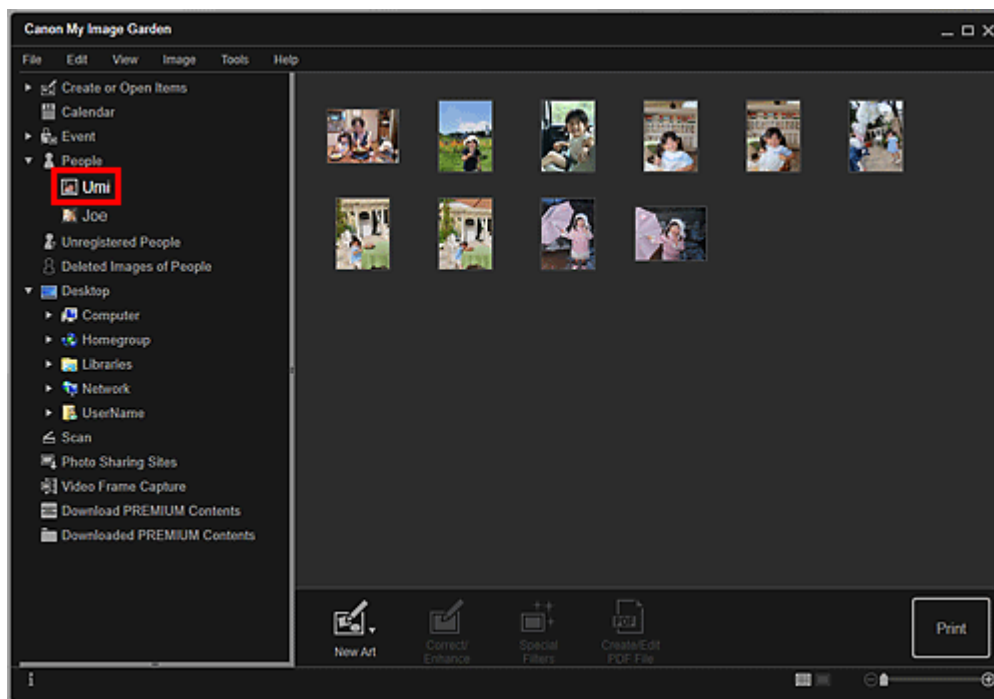 Canon My Image Garden
File Edit View Image Tools Help
Create or Open Items
Calendar
Event
People
Umi
Joe
Unregistered People
Deleted Images of People
Desktop
Computer
Homegroup
Libraries
Network
UserName
Scan
Photo Sharing Sites
Video Frame Capture
Download PREMIUM Contents
Downloaded PREMIUM Contents
New Art
Correct/
Enhance
Special
Filters
PDF
Create/Edit
PDF File
Print